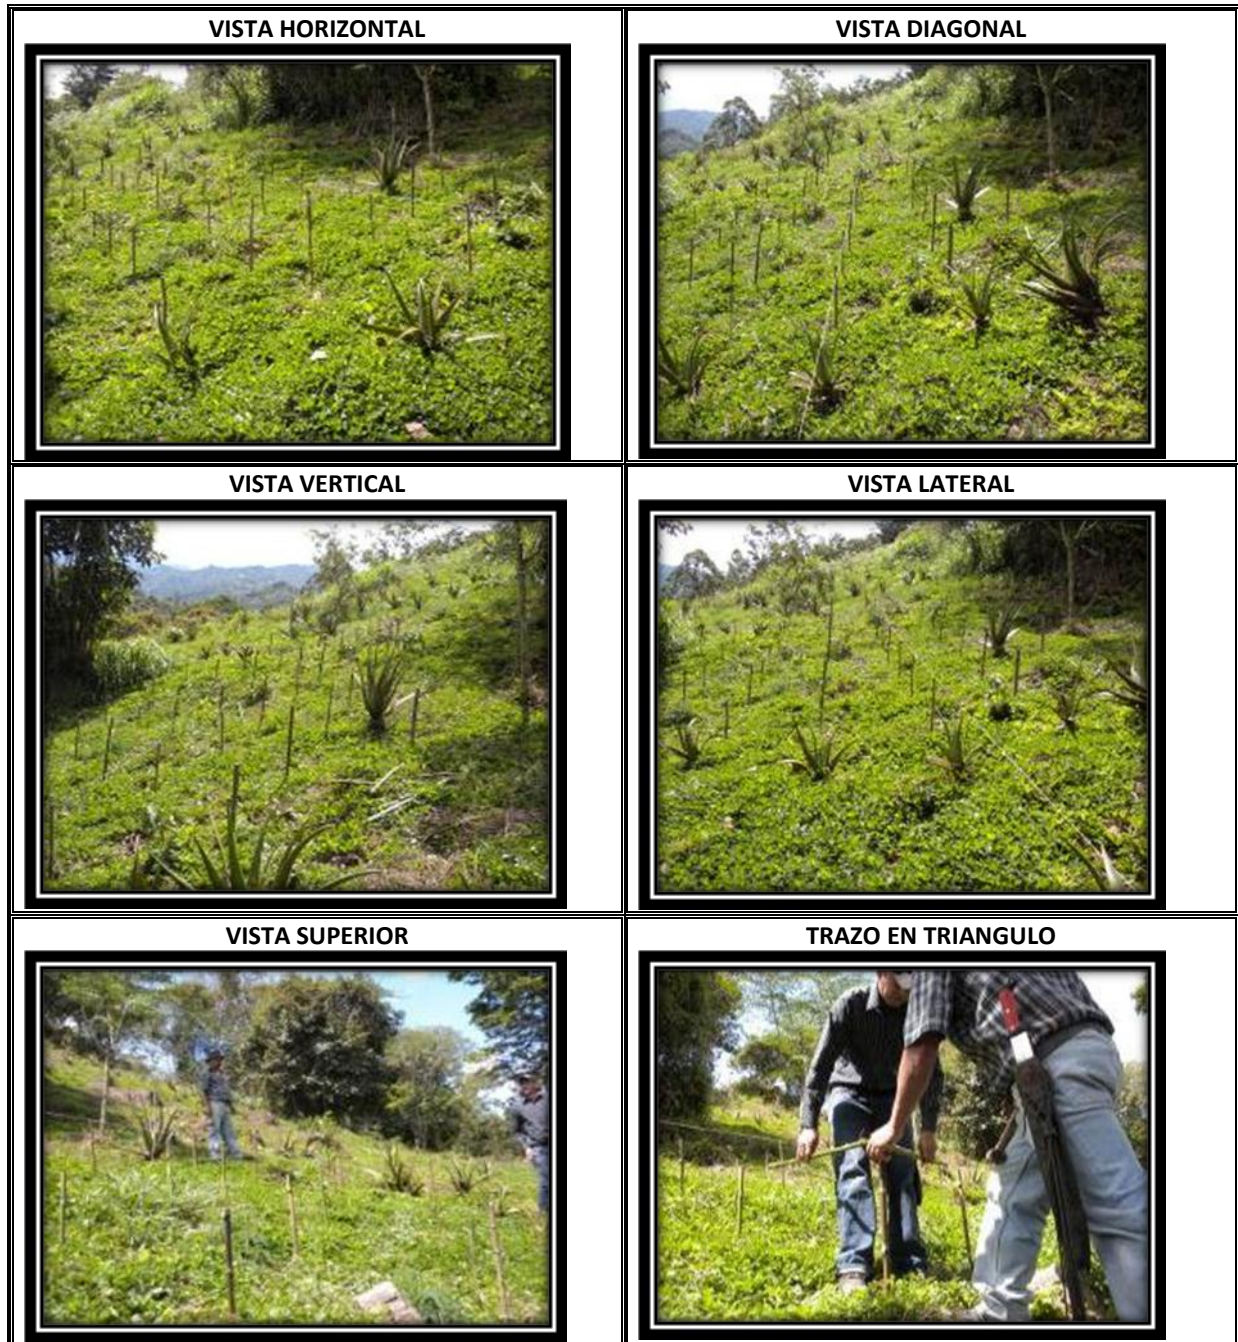 VISTA HORIZONTAL
VISTA DIAGONAL
VISTA VERTICAL
VISTA LATERAL
VISTA SUPERIOR
TRAZO EN TRIANGULO